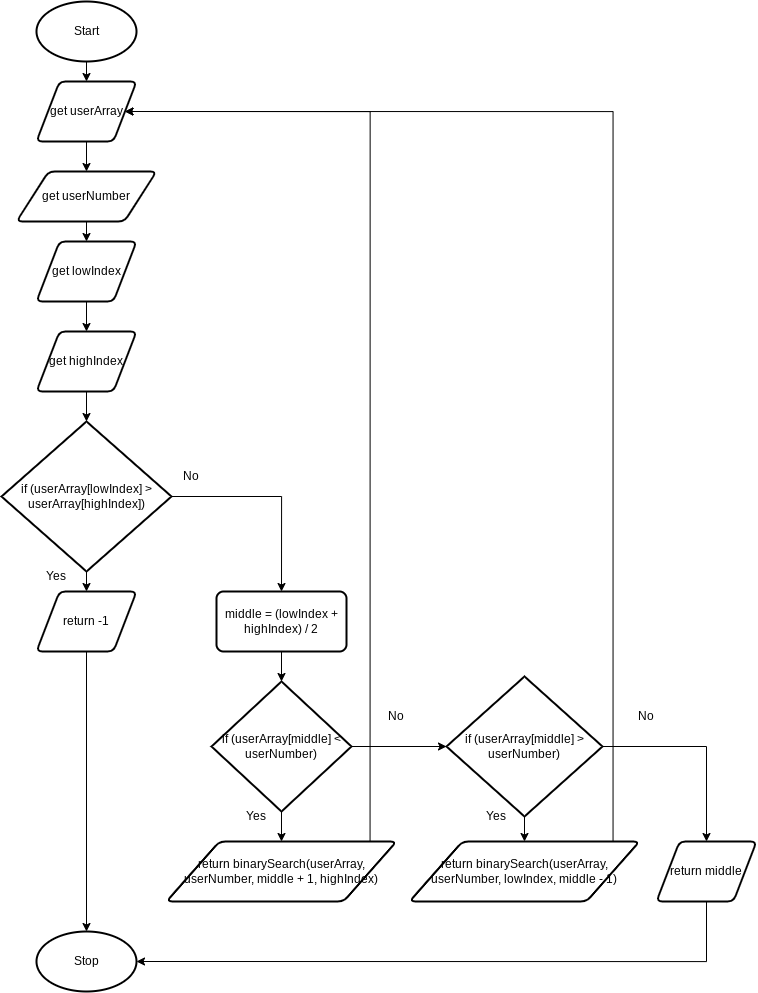 Start
get userArray
get userNumber
get lowIndex
get highIndex
if (userArray[lowIndex] >
userArray[highIndex])
No
Yes
return -1
middle = (lowIndex +
highIndex) / 2
if (userArray[middle] <
userNumber)
No
Yes
if (userArray[middle] >
userNumber)
No
Yes
return binarySearch(userArray,
userNumber, middle + 1, highIndex)
return binarySearch(userArray,
userNumber, lowIndex, middle - 1)
return middle
Stop